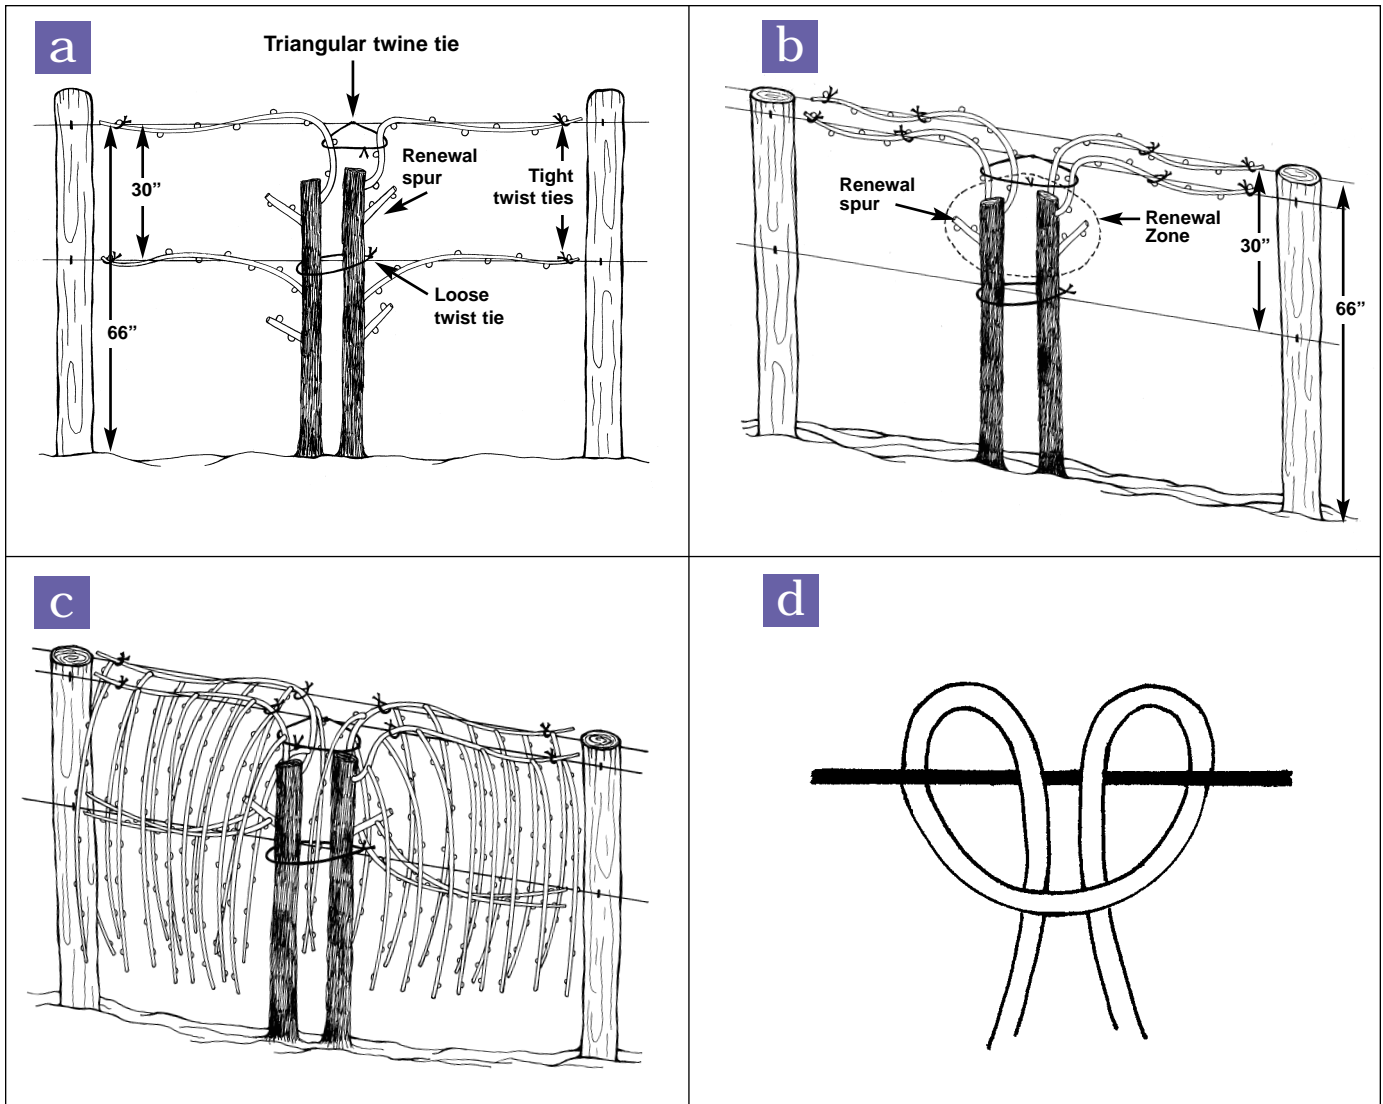 a
Triangular twine tie
30”
Renewal
spur
Tight
twist ties
Loose
twist tie
66”
b
Renewal
spur
Renewal
Zone
30”
66”
c
d